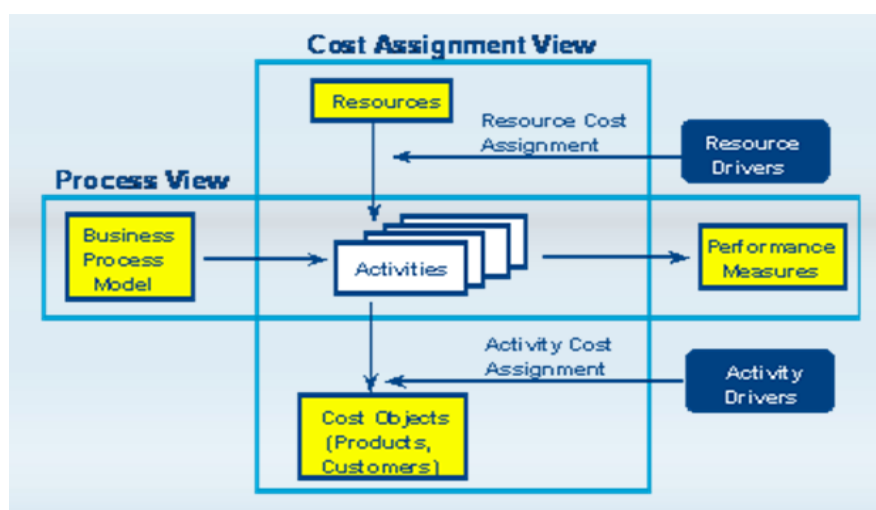 Cost Assignment View
Resources
Resource Cost
Assignment
Resource
Drivers
Process View
Business
Process
Model
Activities
Performance
Measures
Activity Cost
Assignment
Activity
Drivers
Cost Objects
(Products,
Customers)